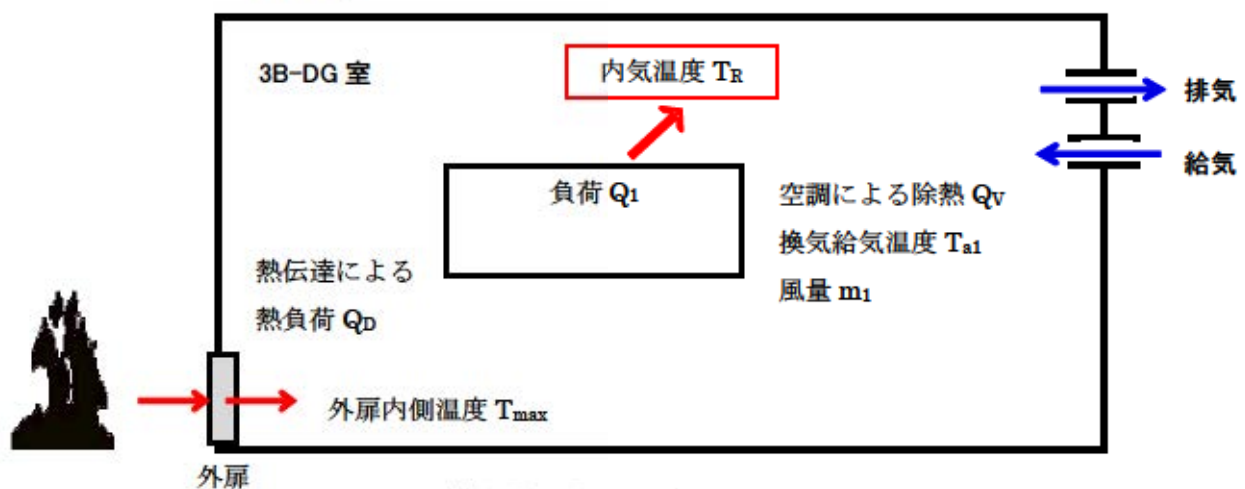 3B-DG 室
内気温度 TR
排気
給気
負荷 Q1
空調による除熱 QV
換気給気温度 Ta1
風量 m1
熱伝達による
熱負荷 QD
外扉内側温度 Tmax
外扉